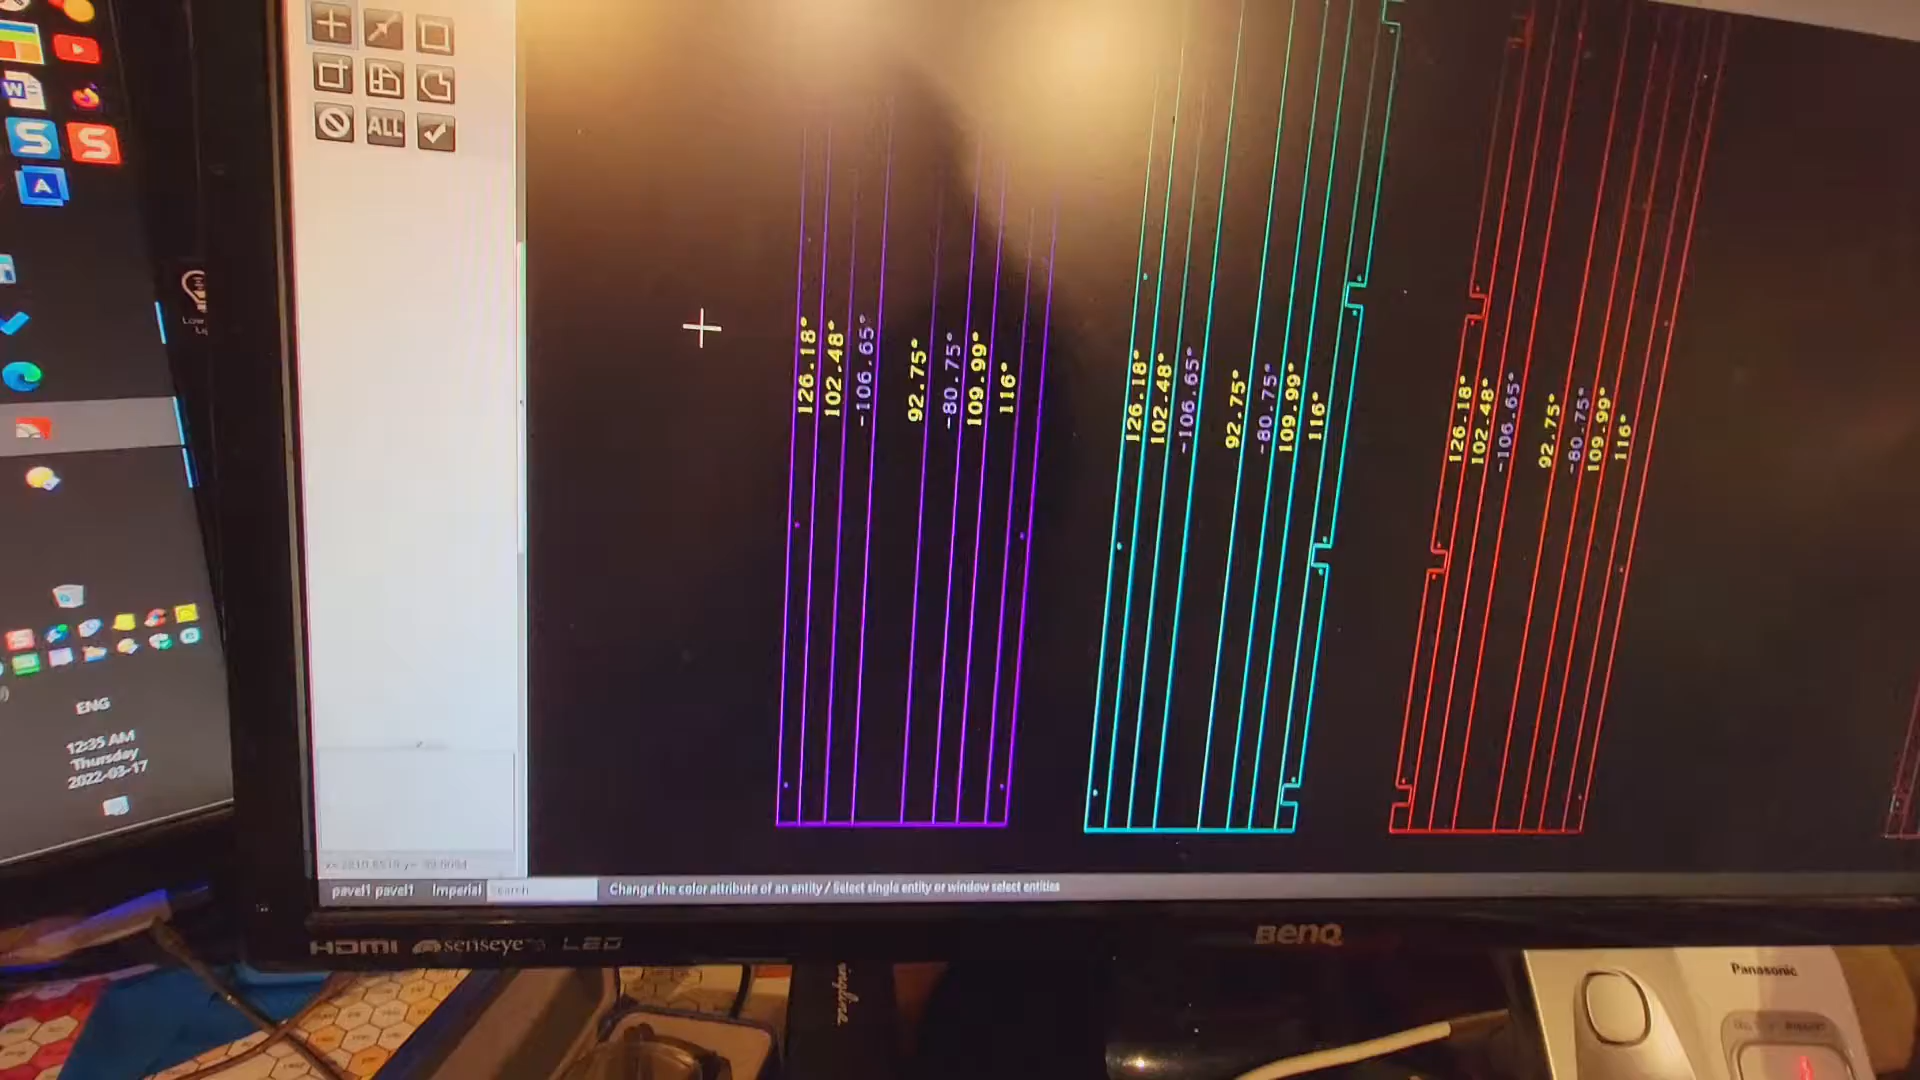 ALL
126.18°
102.48°
-106.65°
92.75°
-80.75°
109.99°
116°
126.18°
102.48°
-106.65°
92.75°
-80.75°
109.99°
116°
126.18°
102.48°
-106.65°
92.75°
-80.75°
109.99°
116°
ENG
12:35 AM
Thursday
2022-03-17
pavel1 pavel1 Imperial Search Change the color attribute of an entity / Select single entity or window select entities
HDMI senseye LED
BenQ
Panasonic